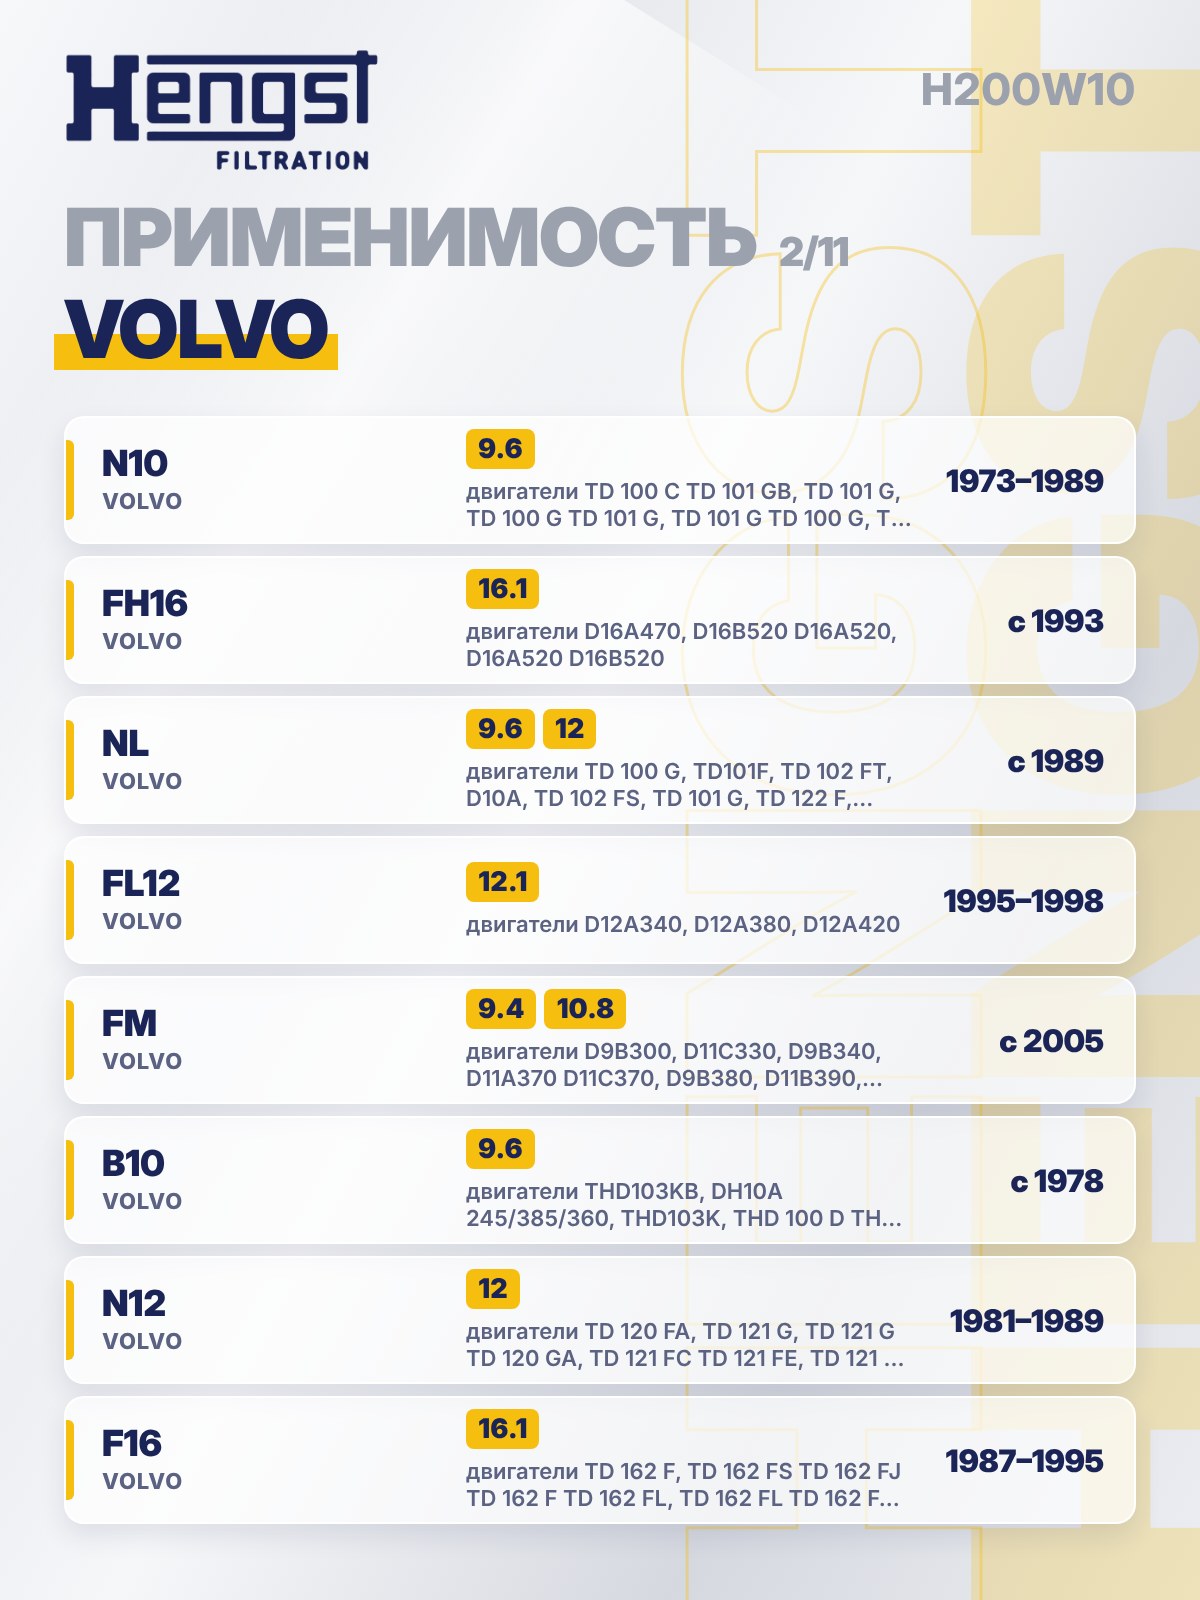 Hengst
FILTRATION
H200W10
ПРИМЕНИМОСТЬ 2/11
VOLVO
N10
VOLVO
9.6
двигатели TD 100 C TD 101 GB, TD 101 G,
TD 100 G TD 101 G, TD 101 G TD 100 G, T...
1973–1989
FH16
VOLVO
16.1
двигатели D16A470, D16B520 D16A520,
D16A520 D16B520
с 1993
NL
VOLVO
9.6 12
двигатели TD 100 G, TD101F, TD 102 FT,
D10A, TD 102 FS, TD 101 G, TD 122 F,...
с 1989
FL12
VOLVO
12.1
двигатели D12A340, D12A380, D12A420
1995–1998
FM
VOLVO
9.4 10.8
двигатели D9B300, D11C330, D9B340,
D11A370 D11C370, D9B380, D11B390,...
с 2005
B10
VOLVO
9.6
двигатели THD103KB, DH10A
245/385/360, THD103K, THD 100 D TH...
с 1978
N12
VOLVO
12
двигатели TD 120 FA, TD 121 G, TD 121 G
TD 120 GA, TD 121 FC TD 121 FE, TD 121 ...
1981–1989
F16
VOLVO
16.1
двигатели TD 162 F, TD 162 FS TD 162 FJ
TD 162 F TD 162 FL, TD 162 FL TD 162 F...
1987–1995
HENGST
HENGST